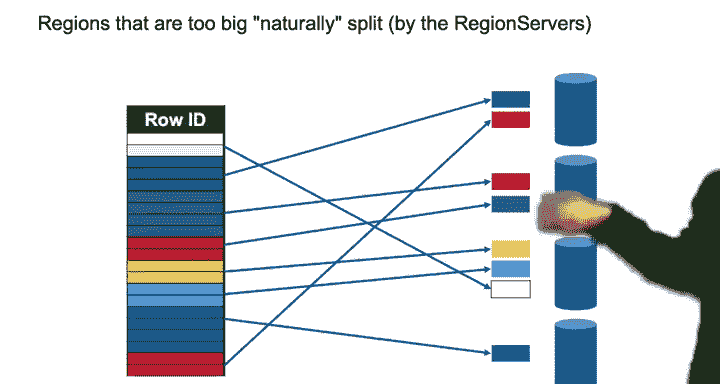 Regions that are too big "naturally" split (by the RegionServers)
Row ID